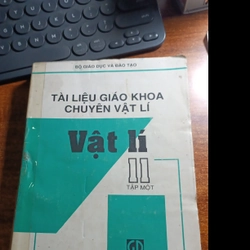 BỘ GIÁO DỤC VÀ ĐÀO TẠO
TÀI LIỆU GIÁO KHOA
CHUYÊN VẬT LÍ
Vật lí
11
TẬP MỘT